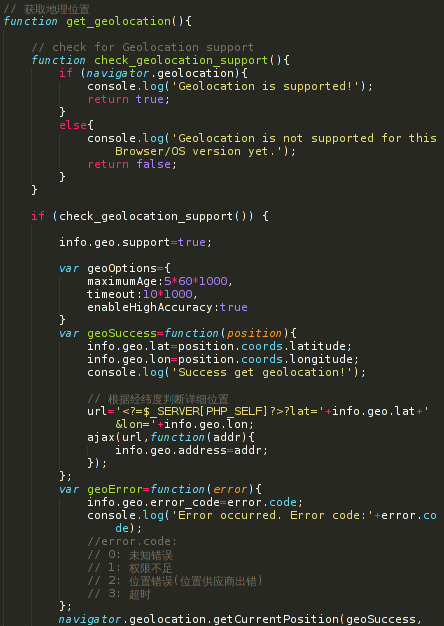 // 获取地理位置
function get_geolocation(){
// check for Geolocation support
function check_geolocation_support(){
if (navigator.geolocation){
console.log('Geolocation is supported!');
return true;
}
else{
console.log('Geolocation is not supported for this
Browser/OS version yet.');
return false;
}
}
if (check_geolocation_support()) {
info.geo.support=true;
var geoOptions={
maximumAge:5*60*1000,
timeout:10*1000,
enableHighAccuracy:true
}
var geoSuccess=function(position){
info.geo.lat=position.coords.latitude;
info.geo.lon=position.coords.longitude;
console.log('Success get geolocation!');
// 根据经纬度判断详细位置
url='<?=$_SERVER[PHP_SELF]?>?lat='+info.geo.lat+'
&lon='+info.geo.lon;
ajax(url,function(addr){
info.geo.address=addr;
});
};
var geoError=function(error){
info.geo.error_code=error.code;
console.log('Error occurred. Error code:'+error.co
de);
//error.code:
// 0: 未知错误
// 1: 权限不足
// 2: 位置错误(位置供应商出错)
// 3: 超时
};
navigator.geolocation.getCurrentPosition(geoSuccess,